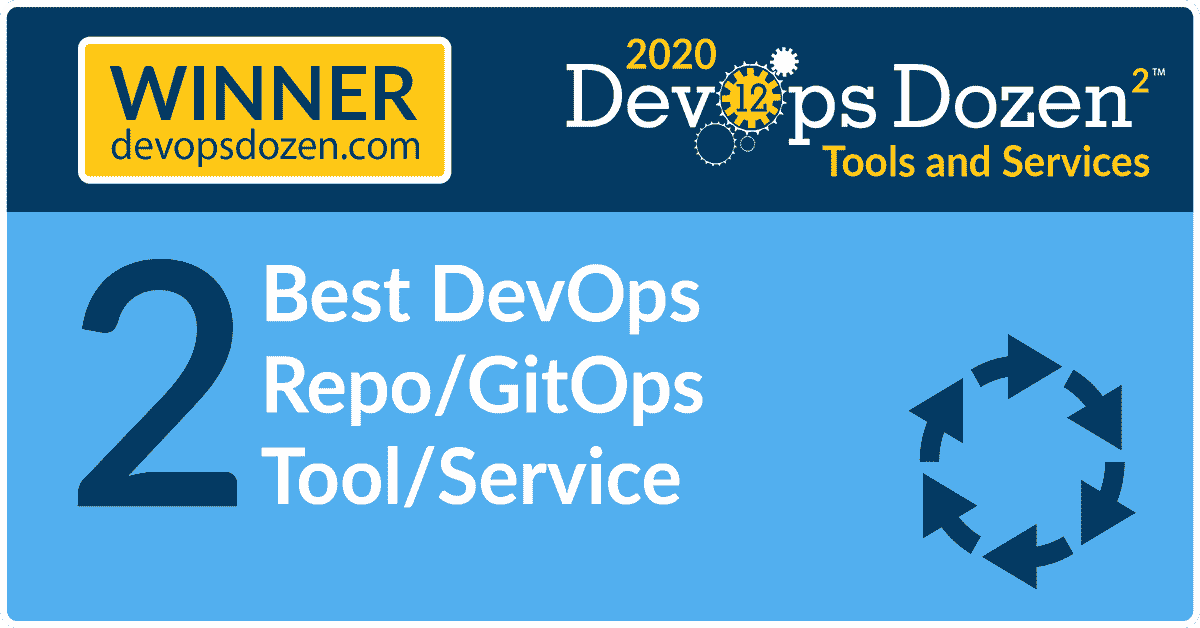 WINNER
devopsdozen.com
2020
DevOps Dozen2™
12
Tools and Services
2
Best DevOps
Repo/GitOps
Tool/Service